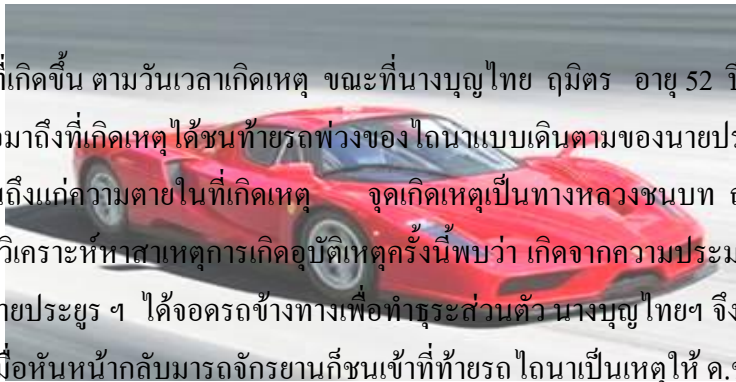 ที่เกิดขึ้น ตามวันเวลาเกิดเหตุ ขณะที่นางบุญไทย ฤมิตร อายุ 52 ปี
มาถึงที่เกิดเหตุได้ชนท้ายรถพ่วงของไถนาแบบเดินตามของนายประ
ถึงแก่ความตายในที่เกิดเหตุ จุดเกิดเหตุเป็นทางหลวงชนบท
วิเคราะห์หาสาเหตุการเกิดอุบัติเหตุครั้งนี้พบว่า เกิดจากความประม
ายประยูร ฯ ได้จอดรถข้างทางเพื่อทำธุระส่วนตัว นางบุญไทยฯ จึง
มื่อหันหน้ากลับมารถจักรยานก็ชนเข้าที่ท้ายรถไถนาเป็นเหตุให้ ด.